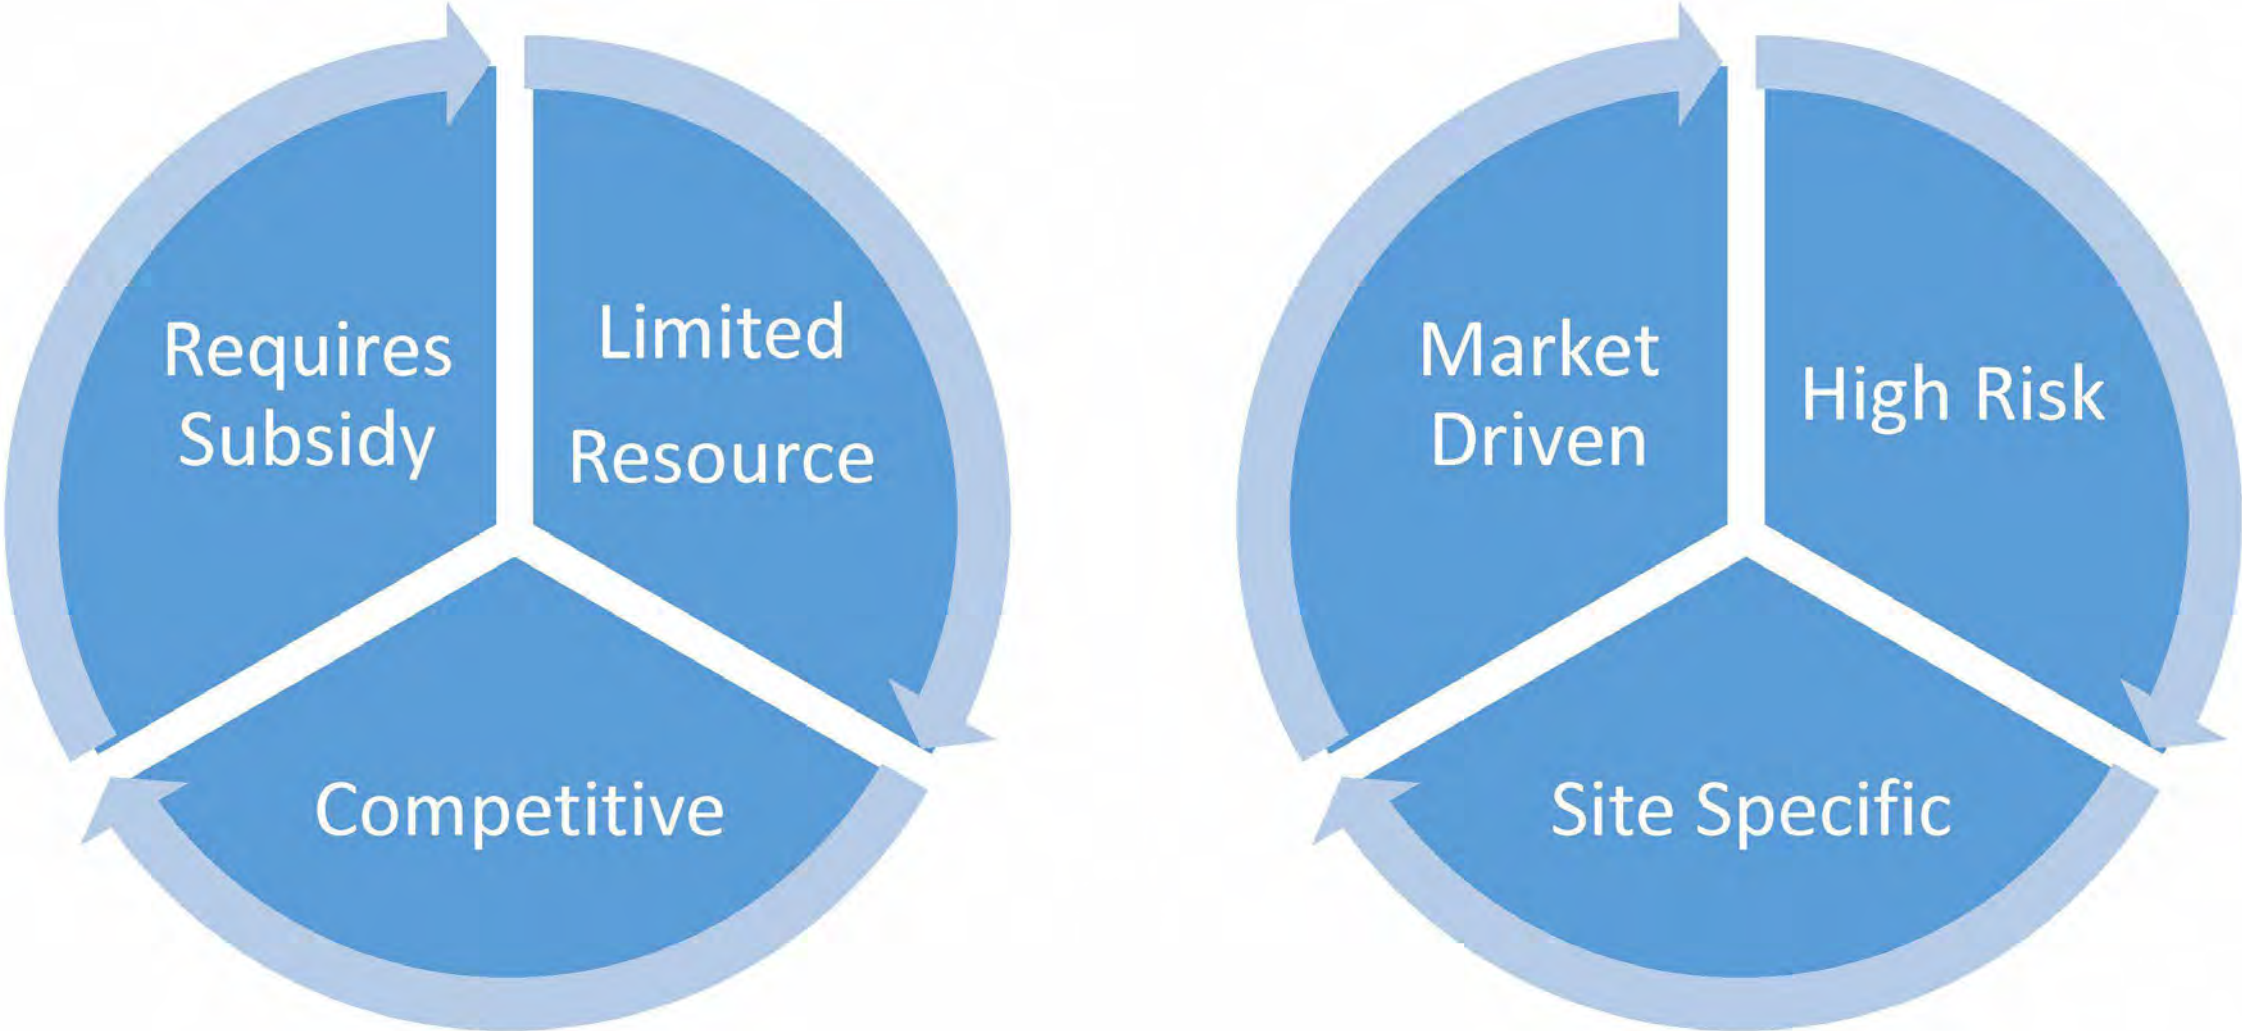 Requires
Subsidy
Limited
Resource
Competitive
Market
Driven
High Risk
Site Specific